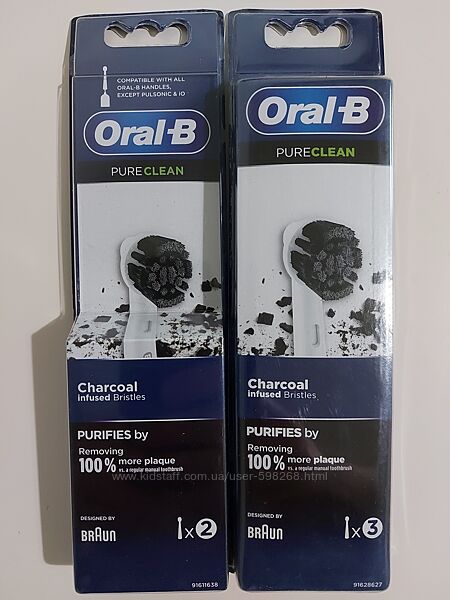 COMPATIBLE WITH ALL
ORAL-B HANDLES,
EXCEPT PULSONIC & iO
Oral-B
PURECLEAN
Charcoal
infused Bristles
PURIFIES by
Removing
100% more plaque
vs. a regular manual toothbrush
DESIGNED BY
BRAUN
x2
91611638
Oral-B
PURECLEAN
Charcoal
infused Bristles
PURIFIES by
Removing
100% more plaque
vs. a regular manual toothbrush
DESIGNED BY
BRAUN
x3
91628627
www.kidstaff.com.ua/user-598268.html